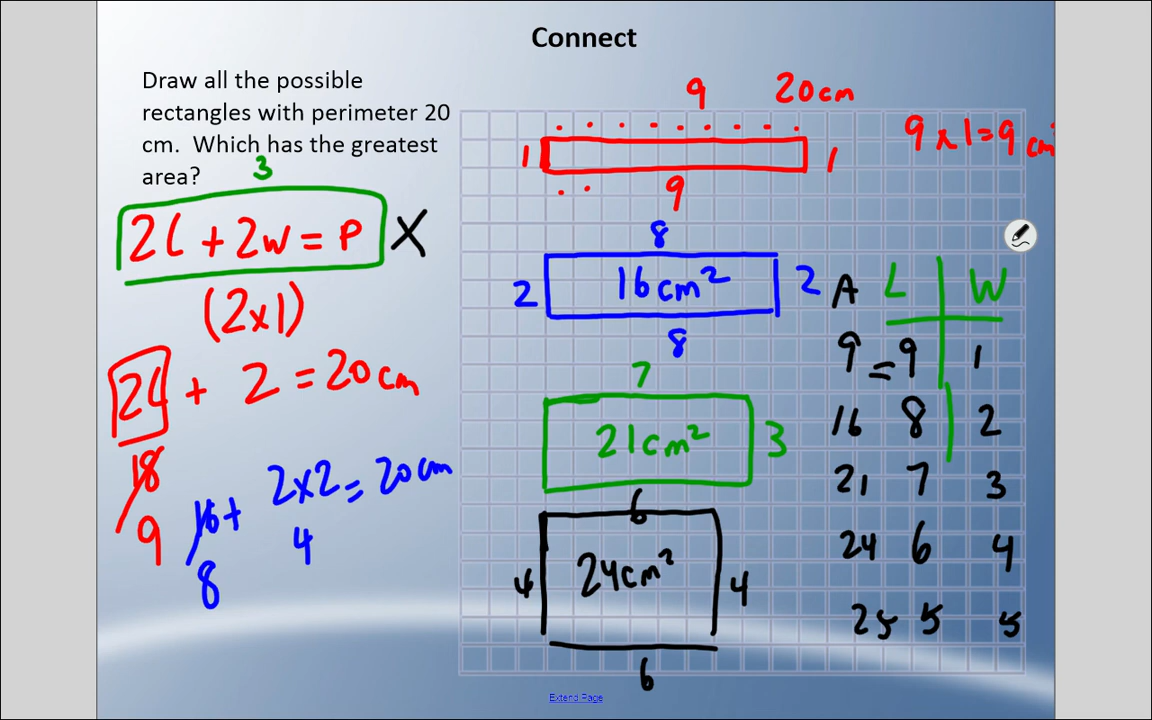 Connect
Draw all the possible
rectangles with perimeter 20
cm. Which has the greatest
area?
3
2L + 2W = P X
(2x1)
2L + 2 = 20cm
18
9
16 + 2x2 = 20cm
8 4
9 20cm
1 1
9
9 x 1 = 9 cm
8
2 16cm² 2
8
7
21cm² 3
6
4 24cm² 4
6
A L W
9 = 9 1
16 8 2
21 7 3
24 6 4
25 5 5
Extend Page